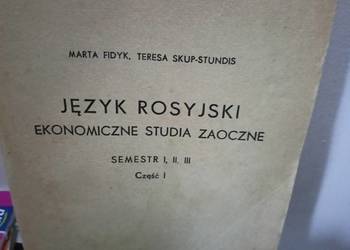 MARTA FIDYK, TERESA SKUP-STUNDIS
JĘZYK ROSYJSKI
EKONOMICZNE STUDIA ZAOCZNE
SEMESTR I, II, III
Część I